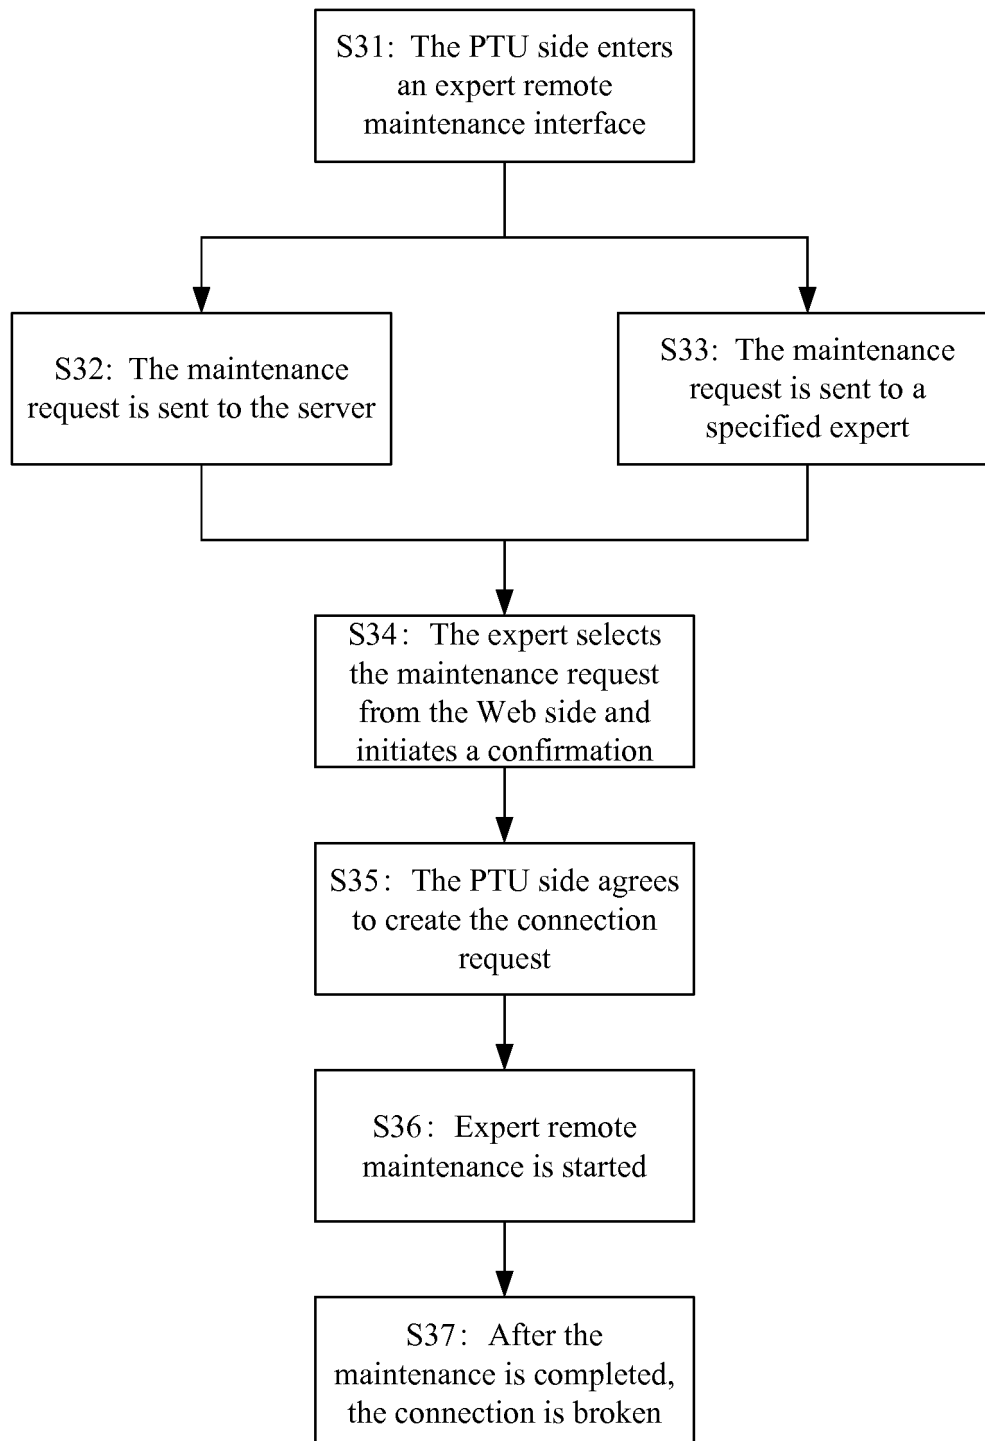 S31: The PTU side enters
an expert remote
maintenance interface
S32: The maintenance
request is sent to the server
S33: The maintenance
request is sent to a
specified expert
S34: The expert selects
the maintenance request
from the Web side and
initiates a confirmation
S35: The PTU side agrees
to create the connection
request
S36: Expert remote
maintenance is started
S37: After the
maintenance is completed,
the connection is broken